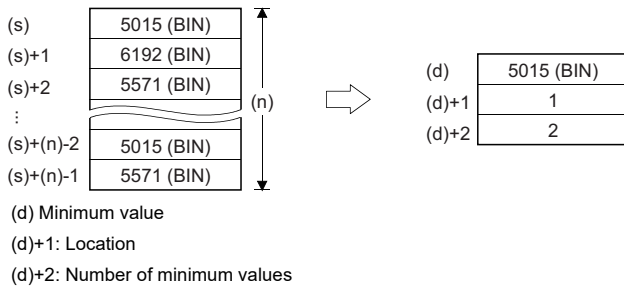 (s) 5015 (BIN)
(s)+1 6192 (BIN)
(s)+2 5571 (BIN)
⋮
(s)+(n)-2 5015 (BIN)
(s)+(n)-1 5571 (BIN)
(n)
(d) 5015 (BIN)
(d)+1 1
(d)+2 2
(d) Minimum value
(d)+1: Location
(d)+2: Number of minimum values